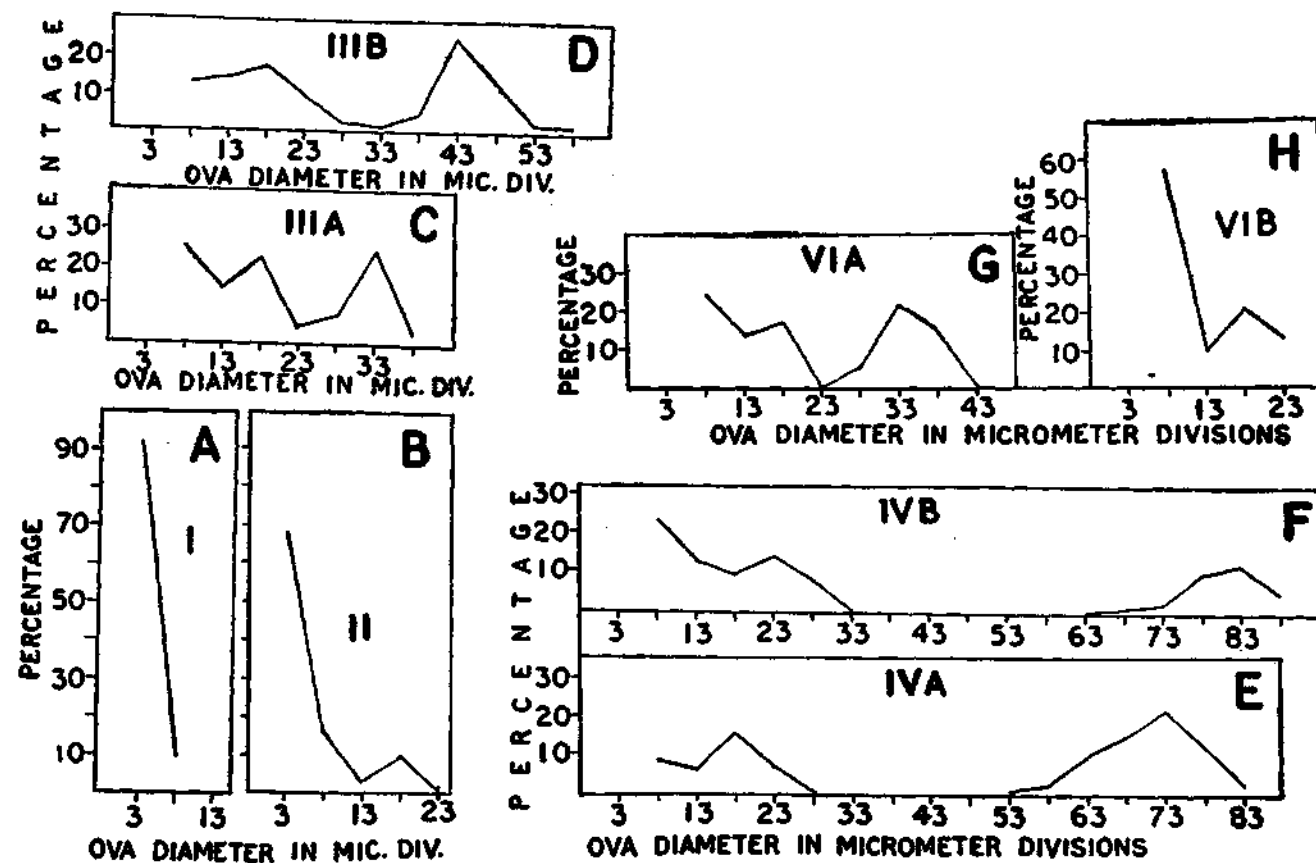 PERCENTAGE
IIIB
D
20
10
3 13 23 33 43 53
OVA DIAMETER IN MIC. DIV.
IIIA
C
30
20
10
3 13 23 33
OVA DIAMETER IN MIC. DIV.
PERCENTAGE
A
I
90
70
50
30
10
3 13
B
II
3 13 23
OVA DIAMETER IN MIC. DIV.
PERCENTAGE
VIA
G
30
20
10
3 13 23 33 43
PERCENTAGE
H
VIB
60
50
40
30
20
10
3 13 23
OVA DIAMETER IN MICROMETER DIVISIONS
PERCENTAGE
IVB
F
30
20
10
3 13 23 33 43 53 63 73 83
IVA
E
30
20
10
3 13 23 33 43 53 63 73 83
OVA DIAMETER IN MICROMETER DIVISIONS